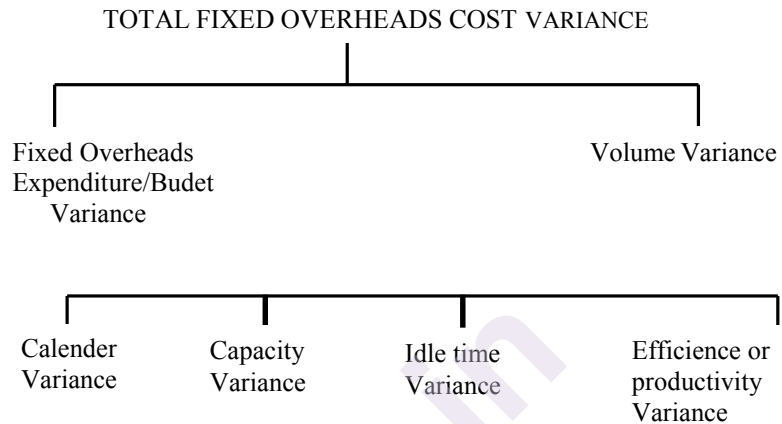 TOTAL FIXED OVERHEADS COST VARIANCE
Fixed Overheads
Expenditure/Budet
Variance
Volume Variance
Calender
Variance
Capacity
Variance
Idle time
Variance
Efficience or
productivity
Variance
in